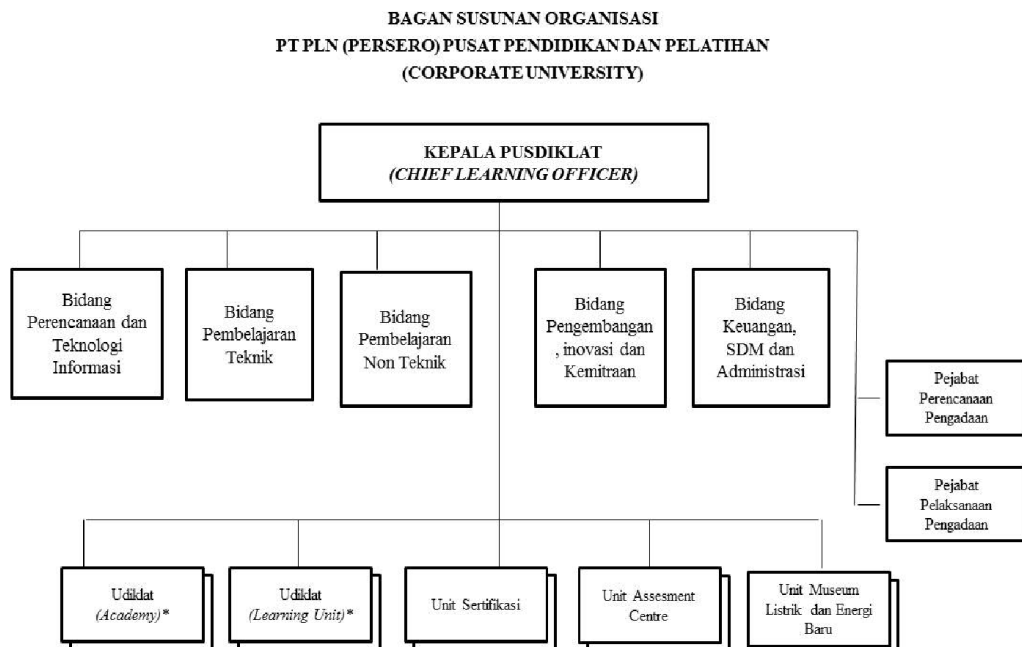 BAGAN SUSUNAN ORGANISASI
PT PLN (PERSERO) PUSAT PENDIDIKAN DAN PELATIHAN
(CORPORATE UNIVERSITY)
KEPALA PUSDIKLAT
(CHIEF LEARNING OFFICER)
Bidang
Perencanaan dan
Teknologi
Informasi
Bidang
Pembelajaran
Teknik
Bidang
Pembelajaran
Non Teknik
Bidang
Pengembangan
, inovasi dan
Kemitraan
Bidang
Keuangan,
SDM dan
Administrasi
Pejabat
Perencanaan
Pengadaan
Pejabat
Pelaksanaan
Pengadaan
Udiklat
(Academy)*
Udiklat
(Learning Unit)*
Unit Sertifikasi
Unit Assesment
Centre
Unit Museum
Listrik dan Energi
Baru